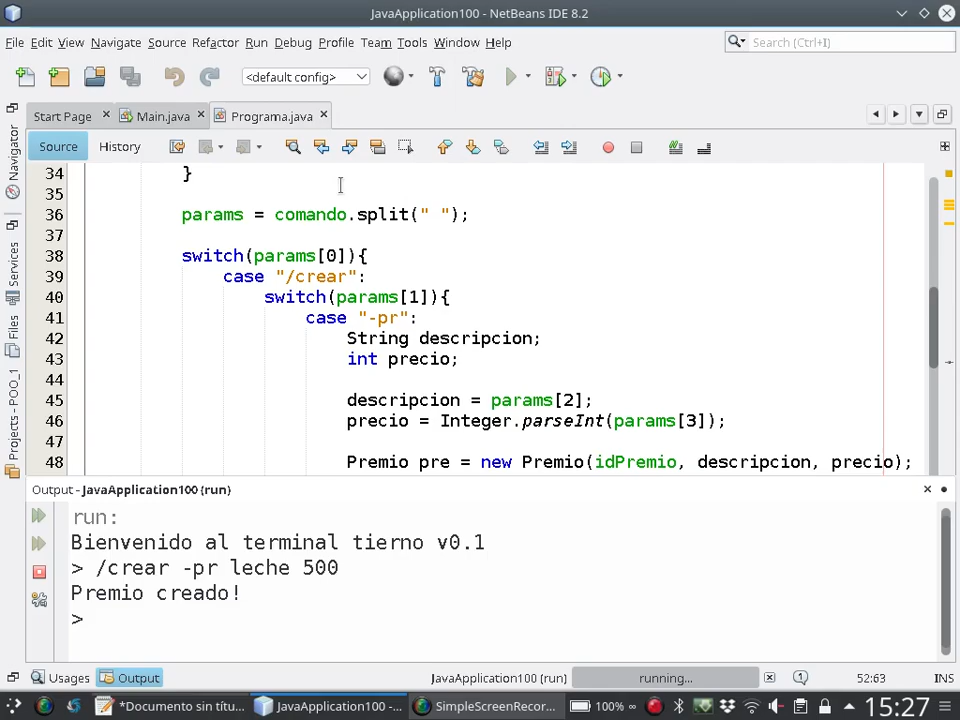 JavaApplication100 - NetBeans IDE 8.2
File Edit View Navigate Source Refactor Run Debug Profile Team Tools Window Help
Search (Ctrl+I)
<default config>
Start Page Main.java Programa.java
Source History
34 }
35
36 params = comando.split(" ");
37
38 switch(params[0]){
39 case "/crear":
40 switch(params[1]){
41 case "-pr":
42 String descripcion;
43 int precio;
44
45 descripcion = params[2];
46 precio = Integer.parseInt(params[3]);
47
48 Premio pre = new Premio(idPremio, descripcion, precio);
Navigator
Services
Files
Projects - POO_1
Output - JavaApplication100 (run)
run:
Bienvenido al terminal tierno v0.1
> /crear -pr leche 500
Premio creado!
>
Usages Output JavaApplication100 (run) running... 1 52:63 INS
*Documento sin títu... JavaApplication100 -... SimpleScreenRecor... 100% 15:27